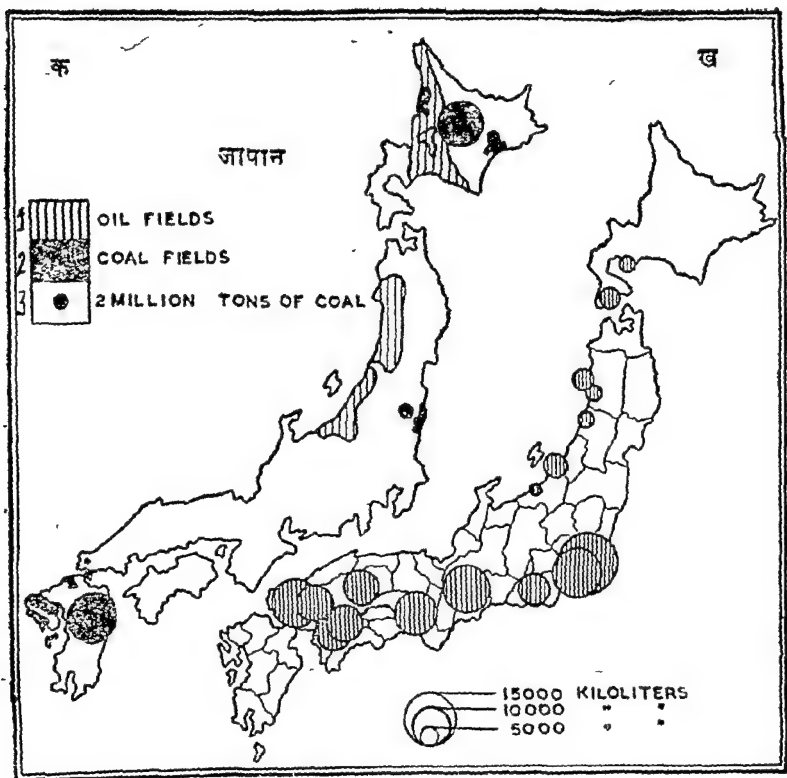 क
ख
जापान
1 OIL FIELDS
2 COAL FIELDS
3 2 MILLION TONS OF COAL
15000 KILOLITERS
10000 " "
5000 " "